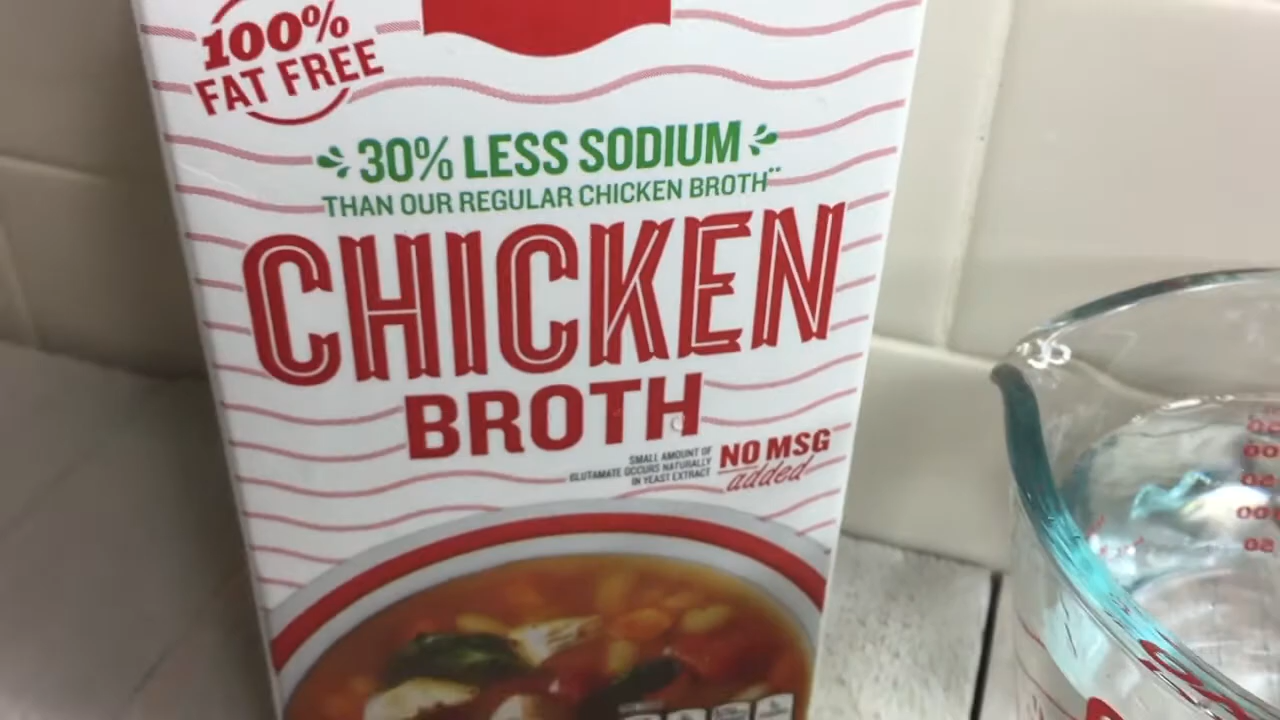 100%
FAT FREE
30% LESS SODIUM
THAN OUR REGULAR CHICKEN BROTH**
CHICKEN
BROTH
SMALL AMOUNT OF
GLUTAMATE OCCURS NATURALLY
IN YEAST EXTRACT
NO MSG
added